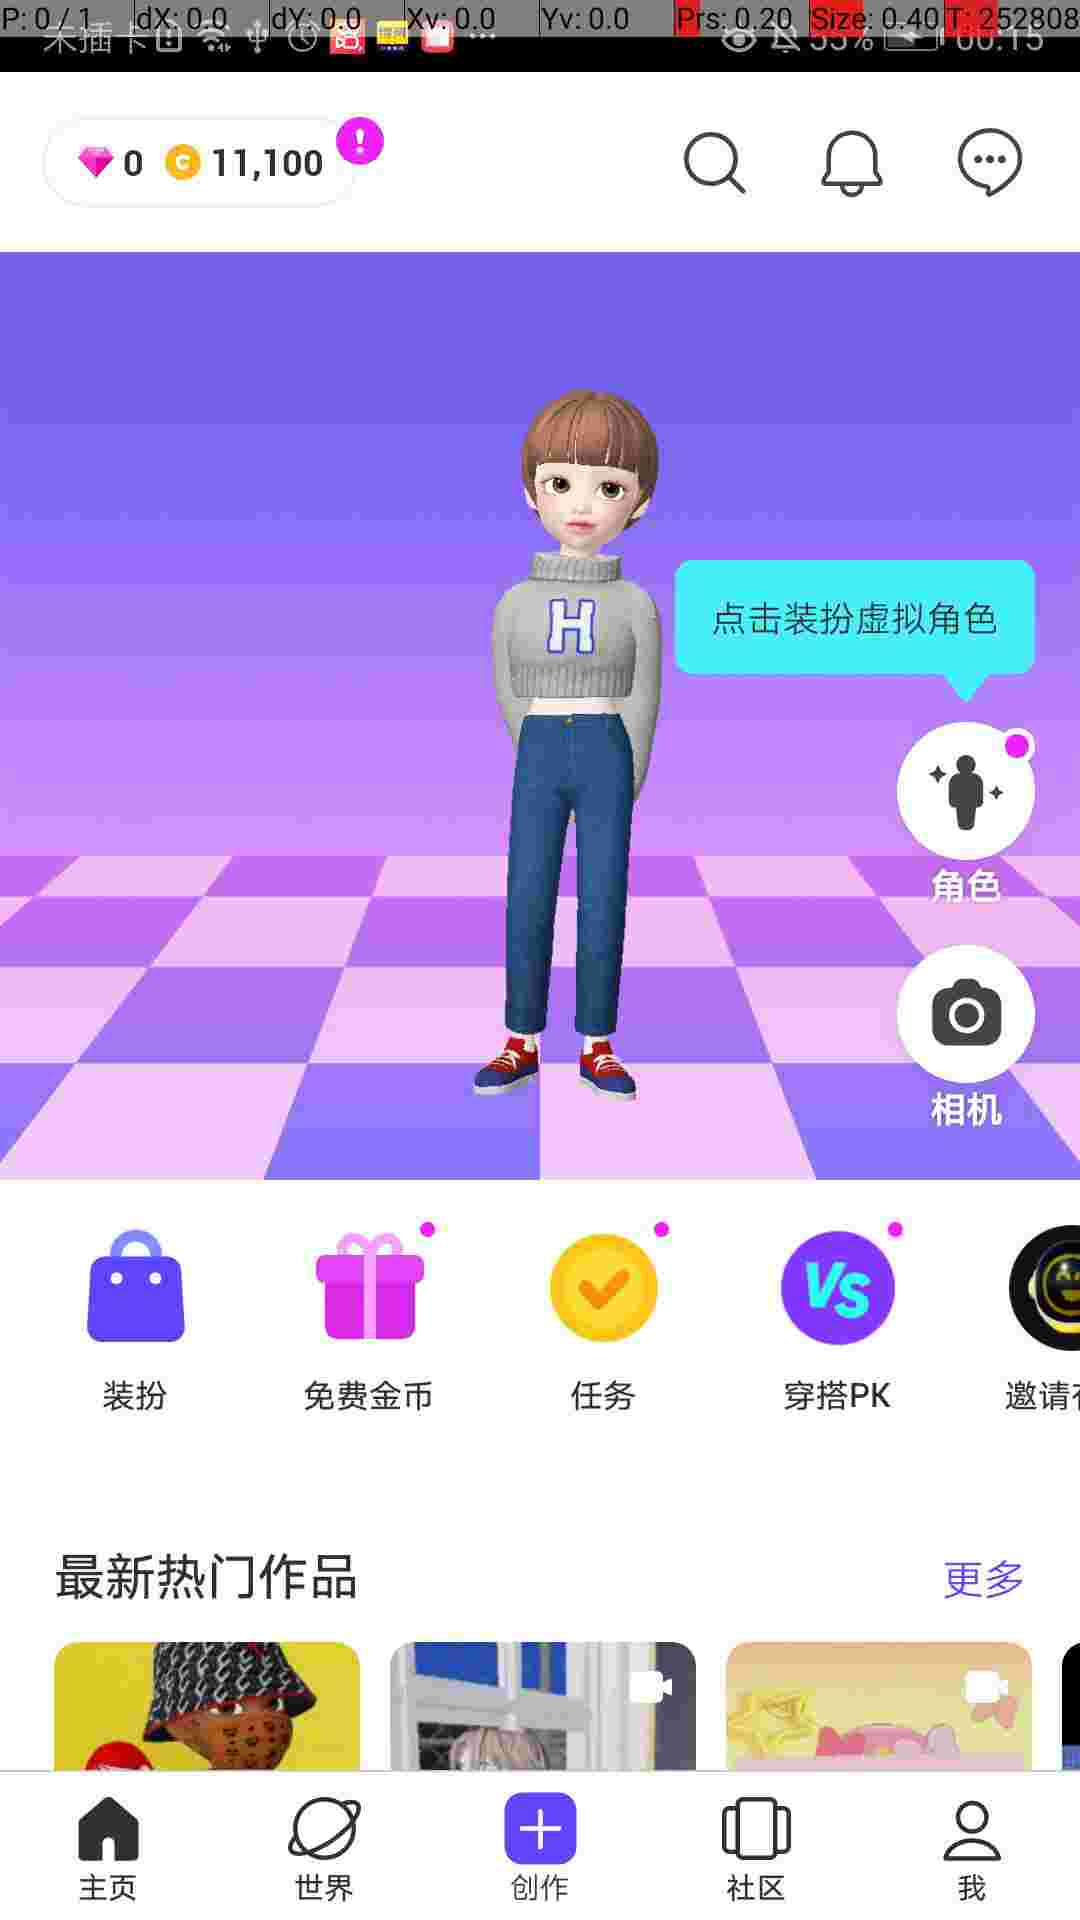 P: 0 / 1 dX: 0.0 dY: 0.0 Xv: 0.0 Yv: 0.0 Prs: 0.20 Size: 0.40 T: 252808
未插卡 53% 00:15
0 11,100
H
点击装扮虚拟角色
角色
相机
VS
装扮 免费金币 任务 穿搭PK 邀请
最新热门作品 更多
主页 世界 创作 社区 我